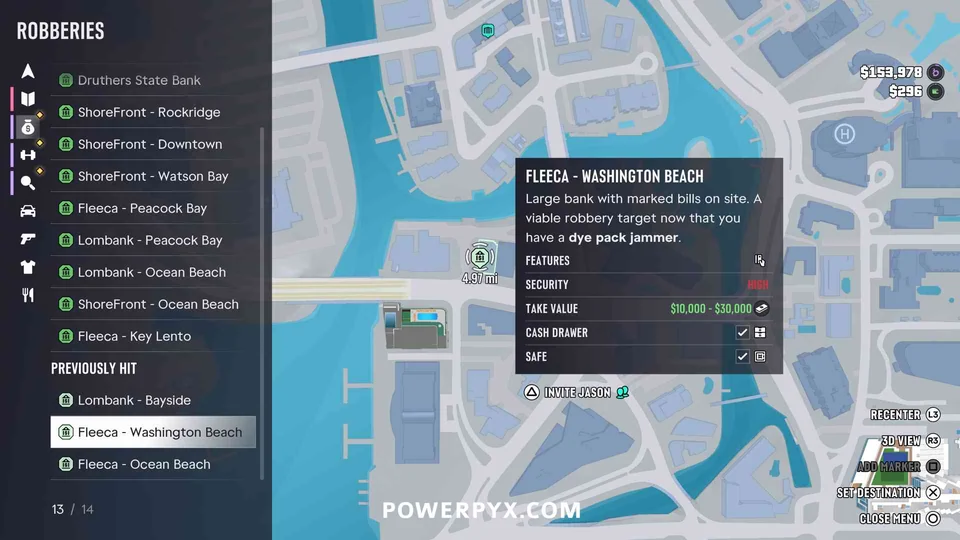 ROBBERIES
Druthers State Bank
ShoreFront - Rockridge
ShoreFront - Downtown
ShoreFront - Watson Bay
Fleeca - Peacock Bay
Lombank - Peacock Bay
Lombank - Ocean Beach
ShoreFront - Ocean Beach
Fleeca - Key Lento
PREVIOUSLY HIT
Lombank - Bayside
Fleeca - Washington Beach
Fleeca - Ocean Beach
13 / 14
$153,978
$296
H
4.97 mi
FLEECA - WASHINGTON BEACH
Large bank with marked bills on site. A
viable robbery target now that you
have a dye pack jammer.
FEATURES
SECURITY HIGH
TAKE VALUE $10,000 - $30,000
CASH DRAWER
SAFE
INVITE JASON
RECENTER L3
3D VIEW R3
ADD MARKER
SET DESTINATION
CLOSE MENU
POWERPYX.COM